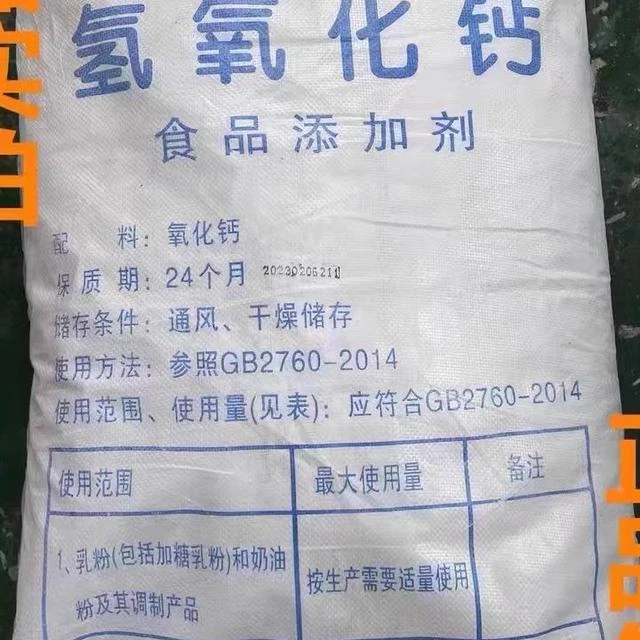 氢氧化钙
食品添加剂
配 料：氧化钙
保 质 期：24个月 20230206211
储存条件：通风、干燥储存
使用方法：参照GB2760-2014
使用范围、使用量(见表)：应符合GB2760-2014
使用范围 最大使用量 备注
1、乳粉(包括加糖乳粉)和奶油
粉及其调制产品
按生产需要适量使用
实拍
正品